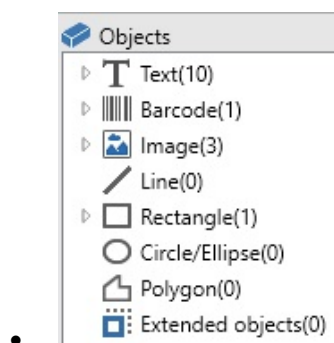 Objects
Text(10)
Barcode(1)
Image(3)
Line(0)
Rectangle(1)
Circle/Ellipse(0)
Polygon(0)
Extended objects(0)